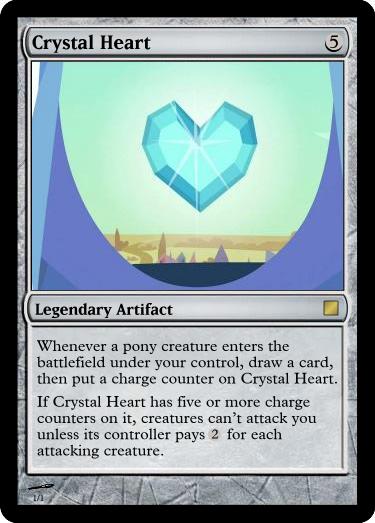 Crystal Heart 5
Legendary Artifact
Whenever a pony creature enters the
battlefield under your control, draw a card,
then put a charge counter on Crystal Heart.
If Crystal Heart has five or more charge
counters on it, creatures can't attack you
unless its controller pays 2 for each
attacking creature.
1/1